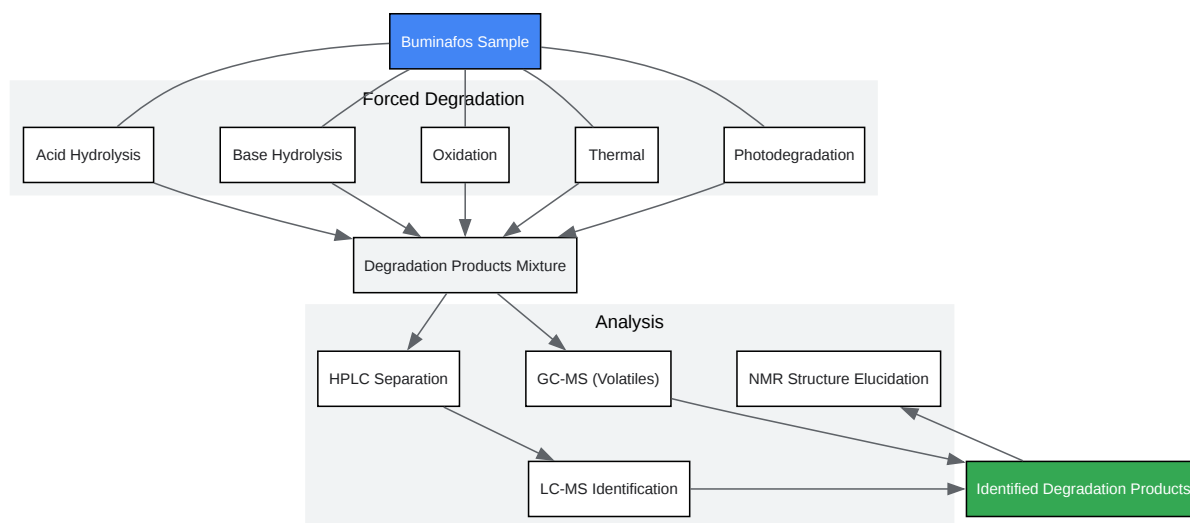 Buminafos Sample
Forced Degradation
Acid Hydrolysis
Base Hydrolysis
Oxidation
Thermal
Photodegradation
Degradation Products Mixture
Analysis
HPLC Separation
GC-MS (Volatiles)
NMR Structure Elucidation
LC-MS Identification
Identified Degradation Products